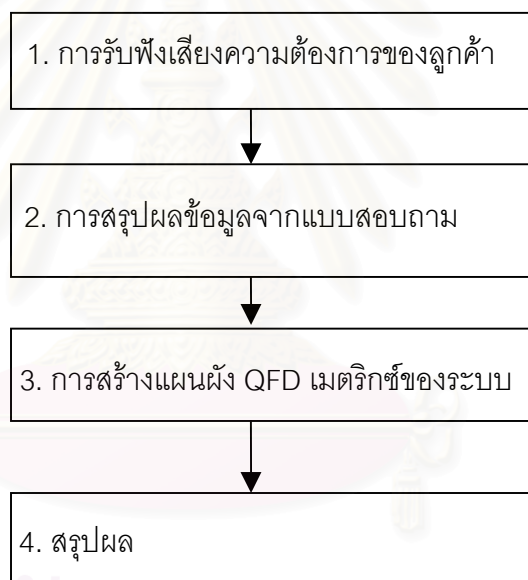 1. การรับฟังเสียงความต้องการของลูกค้า
2. การสรุปผลข้อมูลจากแบบสอบถาม
3. การสร้างแผนผัง QFD เมตริกซ์ของระบบ
4. สรุปผล